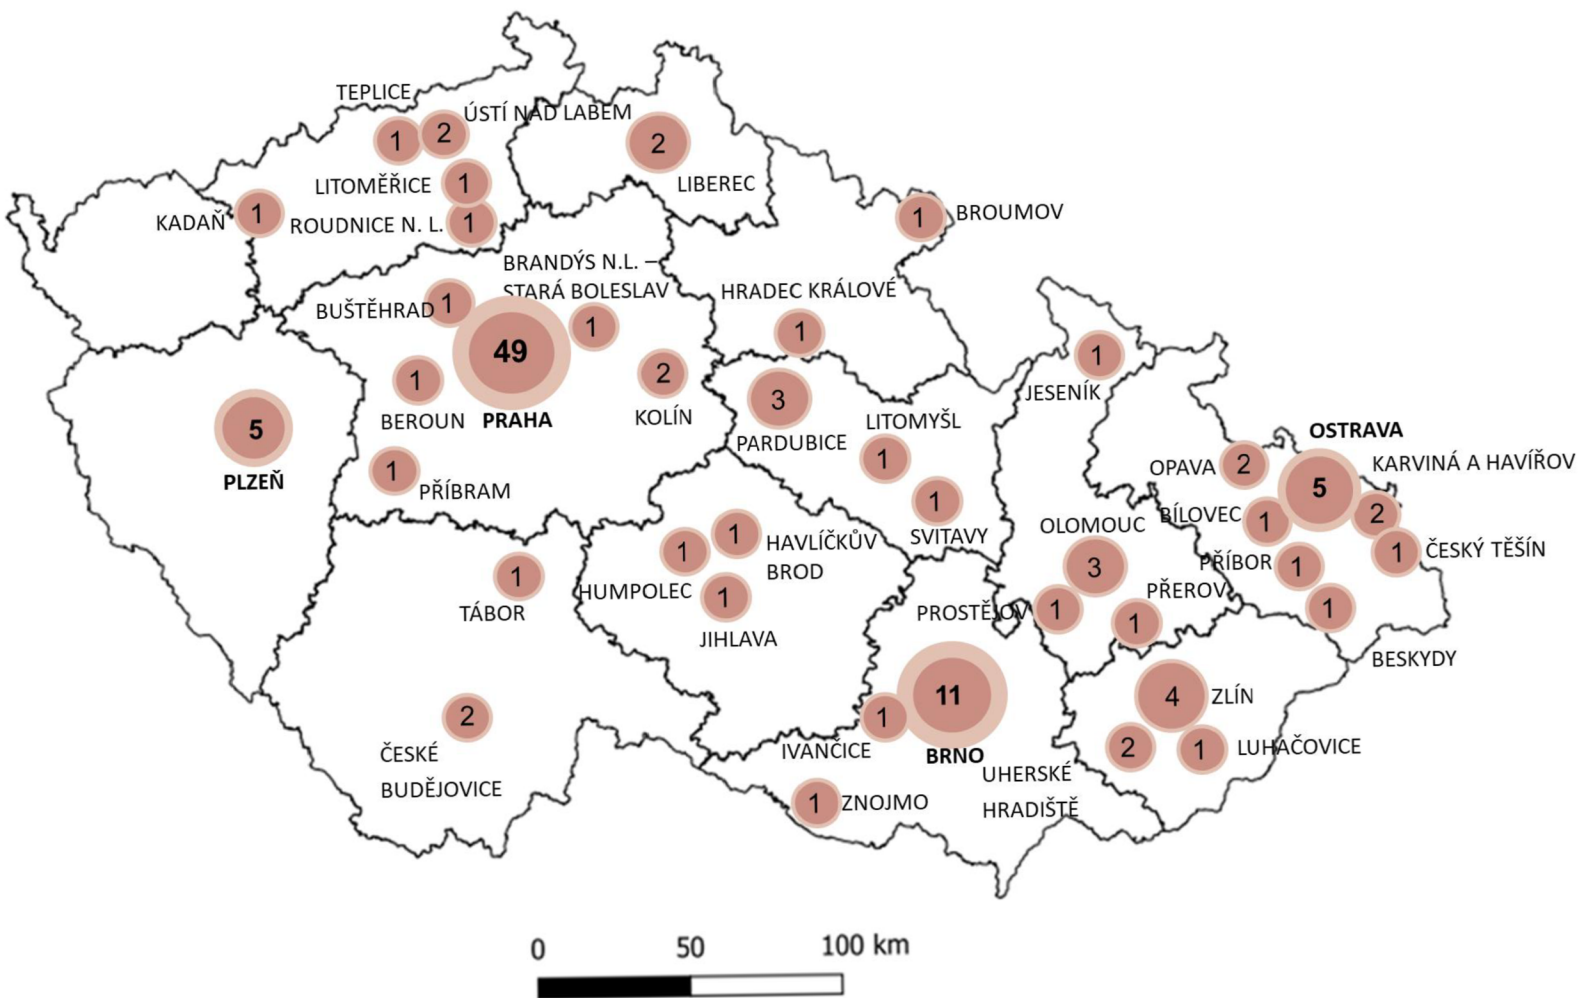 TEPLICE
ÚSTÍ NAD LABEM
1
2
2
LITOMĚŘICE
1
LIBEREC
KADAŇ
1
ROUDNICE N. L.
1
1
BROUMOV
BRANDÝS N.L. –
STARÁ BOLESLAV
BUŠTĚHRAD
1
1
HRADEC KRÁLOVÉ
1
49
PRAHA
1
BEROUN
2
KOLÍN
1
JESENÍK
3
PARDUBICE
LITOMYŠL
1
5
PLZEŇ
1
PŘÍBRAM
1
SVITAVY
OSTRAVA
5
OPAVA
2
KARVINÁ A HAVÍŘOV
2
BÍLOVEC
1
OLOMOUC
3
ČESKÝ TĚŠÍN
1
PŘÍBOR
1
1
HAVLÍČKŮV
BROD
1
HUMPOLEC
1
TÁBOR
1
JIHLAVA
PROSTĚJOV
1
PŘEROV
1
1
BESKYDY
11
BRNO
4
ZLÍN
2
ČESKÉ
BUDĚJOVICE
1
IVANČICE
2
1
LUHAČOVICE
UHERSKÉ
HRADIŠTĚ
1
ZNOJMO
0
50
100 km